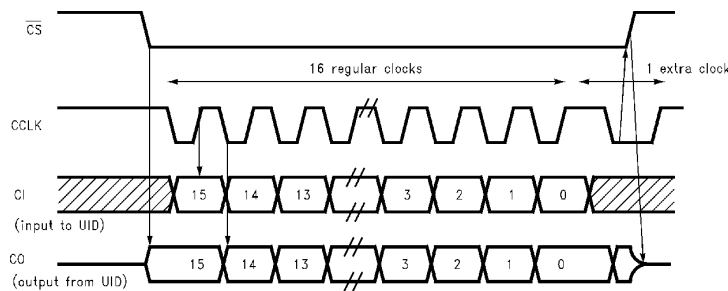 CS
16 regular clocks
1 extra clock
CCLK
CI
15 14 13 3 2 1 0
(input to UID)
CO
15 14 13 3 2 1 0
(output from UID)